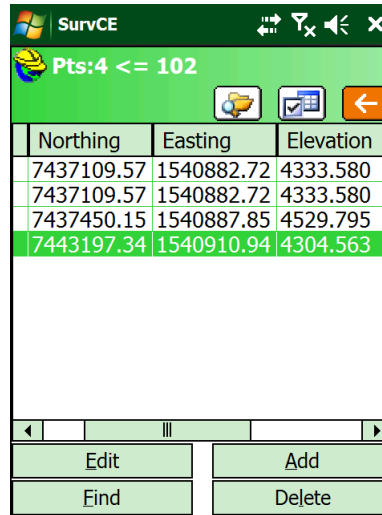 SurvCE
Pts:4 <= 102
Northing Easting Elevation
7437109.57 1540882.72 4333.580
7437109.57 1540882.72 4333.580
7437450.15 1540887.85 4529.795
7443197.34 1540910.94 4304.563
Edit Add
Find Delete